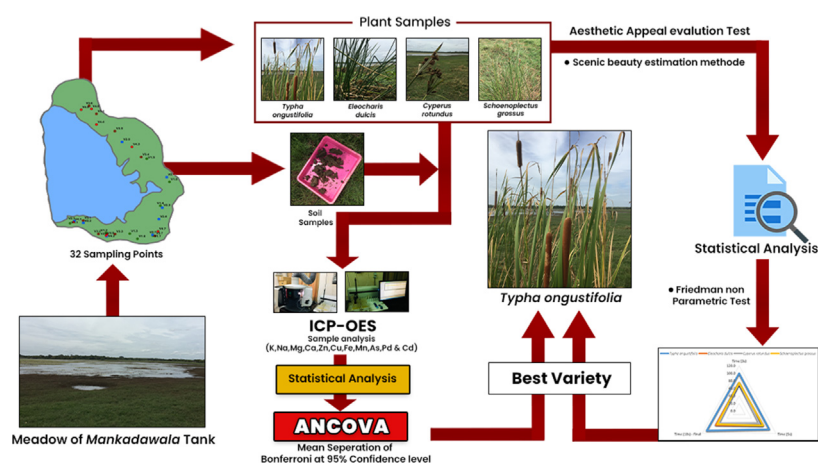 Plant Samples
Typha
ongustifolia
Eleocharis
dulcis
Cyperus
rotundus
Schoenoplectus
grossus
Aesthetic Appeal evalution Test
● Scenic beauty estimation methode
32 Sampling Points
Soil
Samples
Statistical Analysis
● Friedman non
Parametric Test
Typha ongustifolia
ICP-OES
Sample analysis
(K,Na,Mg,Ca,Zn,Cu,Fe,Mn,As,Pd & Cd)
Statistical Analysis
Best Variety
ANCOVA
Mean Seperation of
Bonferroni at 95% Confidence level
Meadow of Mankadawala Tank